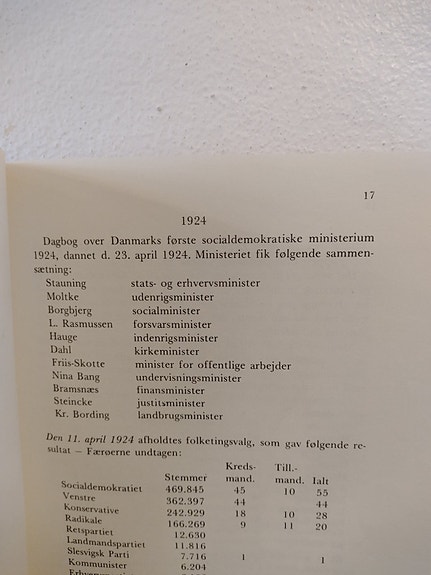 17
1924
Dagbog over Danmarks første socialdemokratiske ministerium
1924, dannet d. 23. april 1924. Ministeriet fik følgende sammen-
sætning:
Stauning stats- og erhvervsminister
Moltke udenrigsminister
Borgbjerg socialminister
L. Rasmussen forsvarsminister
Hauge indenrigsminister
Dahl kirkeminister
Friis-Skotte minister for offentlige arbejder
Nina Bang undervisningsminister
Bramsnæs finansminister
Steincke justitsminister
Kr. Bording landbrugsminister
Den 11. april 1924 afholdtes folketingsvalg, som gav følgende re-
sultat — Færøerne undtagen:
Kreds- Till.-
Stemmer mand. mand. Ialt
Socialdemokratiet 469.845 45 10 55
Venstre 362.397 44 44
Konservative 242.929 18 10 28
Radikale 166.269 9 11 20
Retspartiet 12.630
Landmandspartiet 11.816
Slesvigsk Parti 7.716 1 1
Kommunister 6.204